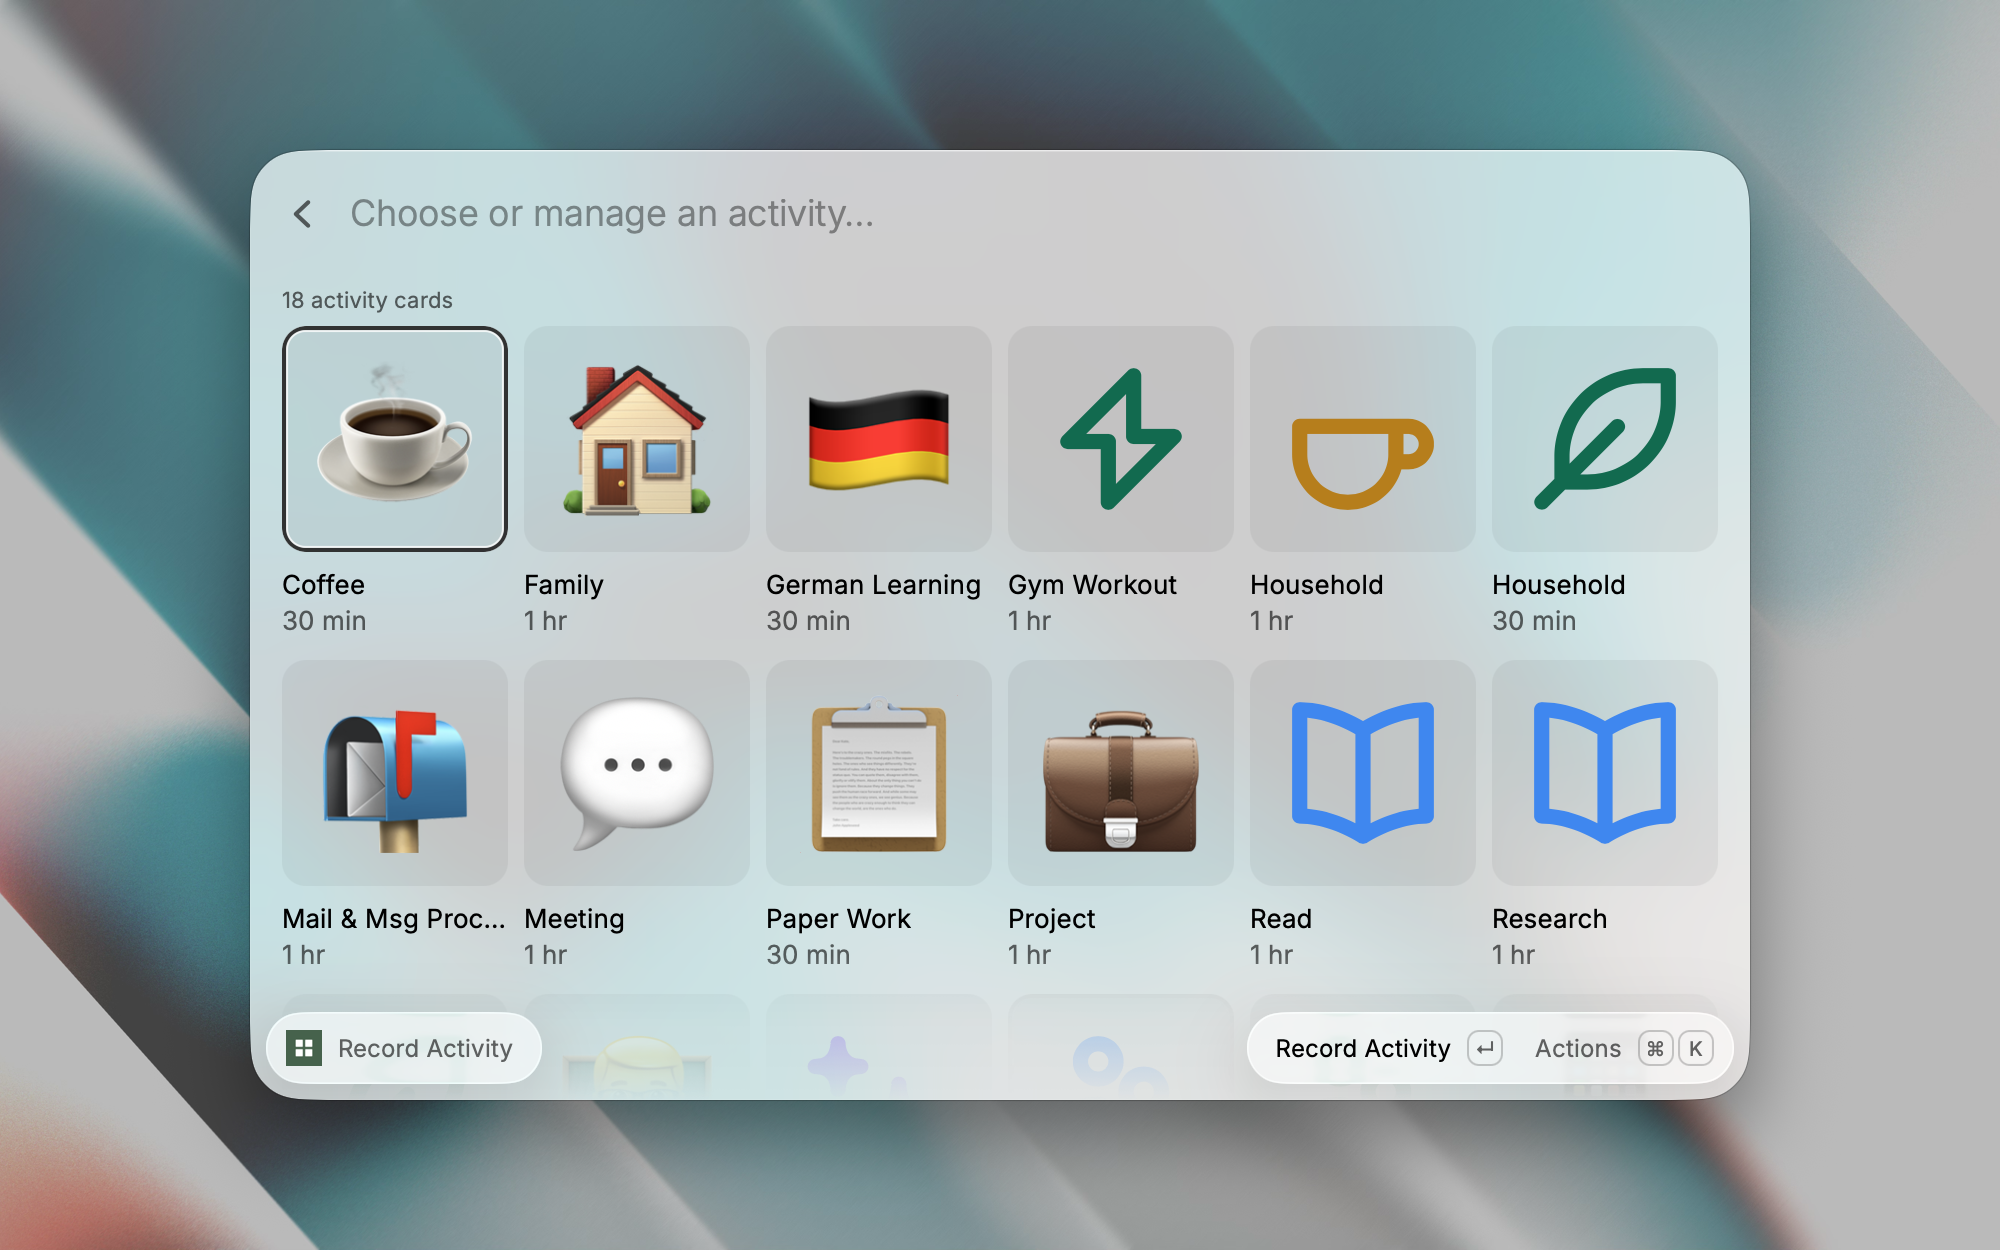 Choose or manage an activity...
18 activity cards
Coffee
30 min
Family
1 hr
German Learning
30 min
Gym Workout
1 hr
Household
1 hr
Household
30 min
Mail & Msg Proc...
1 hr
Meeting
1 hr
Paper Work
30 min
Project
1 hr
Read
1 hr
Research
1 hr
Record Activity
Record Activity ↵ Actions ⌘ K